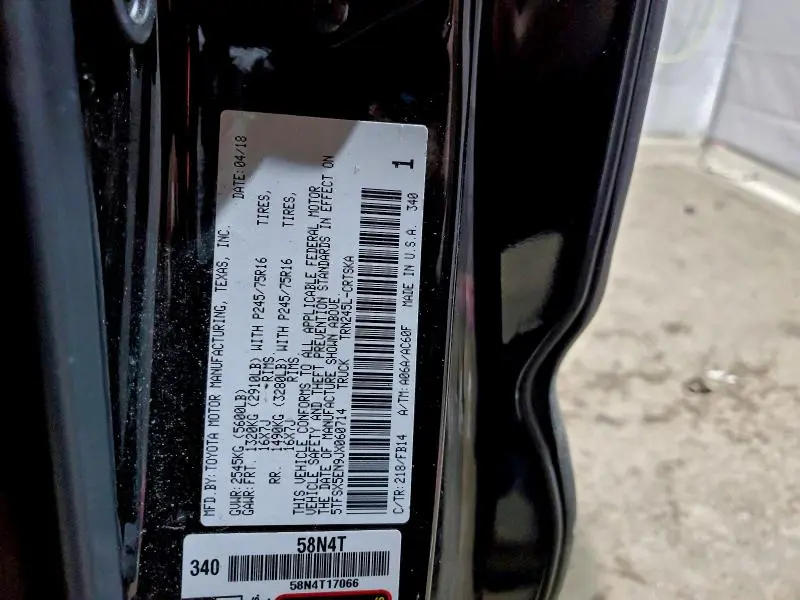 MFD.BY:TOYOTA MOTOR MANUFACTURING, TEXAS, INC. DATE:04/18
GVWR:2545KG(5600LB)
GAWR:FRT. 1320KG(2910LB) WITH P245/75R16 TIRES,
16X7J RIMS
RR. 1490KG(3280LB) WITH P245/75R16 TIRES,
16X7J RIMS
THIS VEHICLE CONFORMS TO ALL APPLICABLE FEDERAL MOTOR
VEHICLE SAFETY AND THEFT PREVENTION STANDARDS IN EFFECT ON
THE DATE OF MANUFACTURE SHOWN ABOVE.
5TFSX5EN9JX060714 TRUCK TRN245L-CRTSKA
C/TR:218/FB14 A/TM:A06A/AC60F MADE IN U.S.A 340
1
58N4T
340
58N4T17066